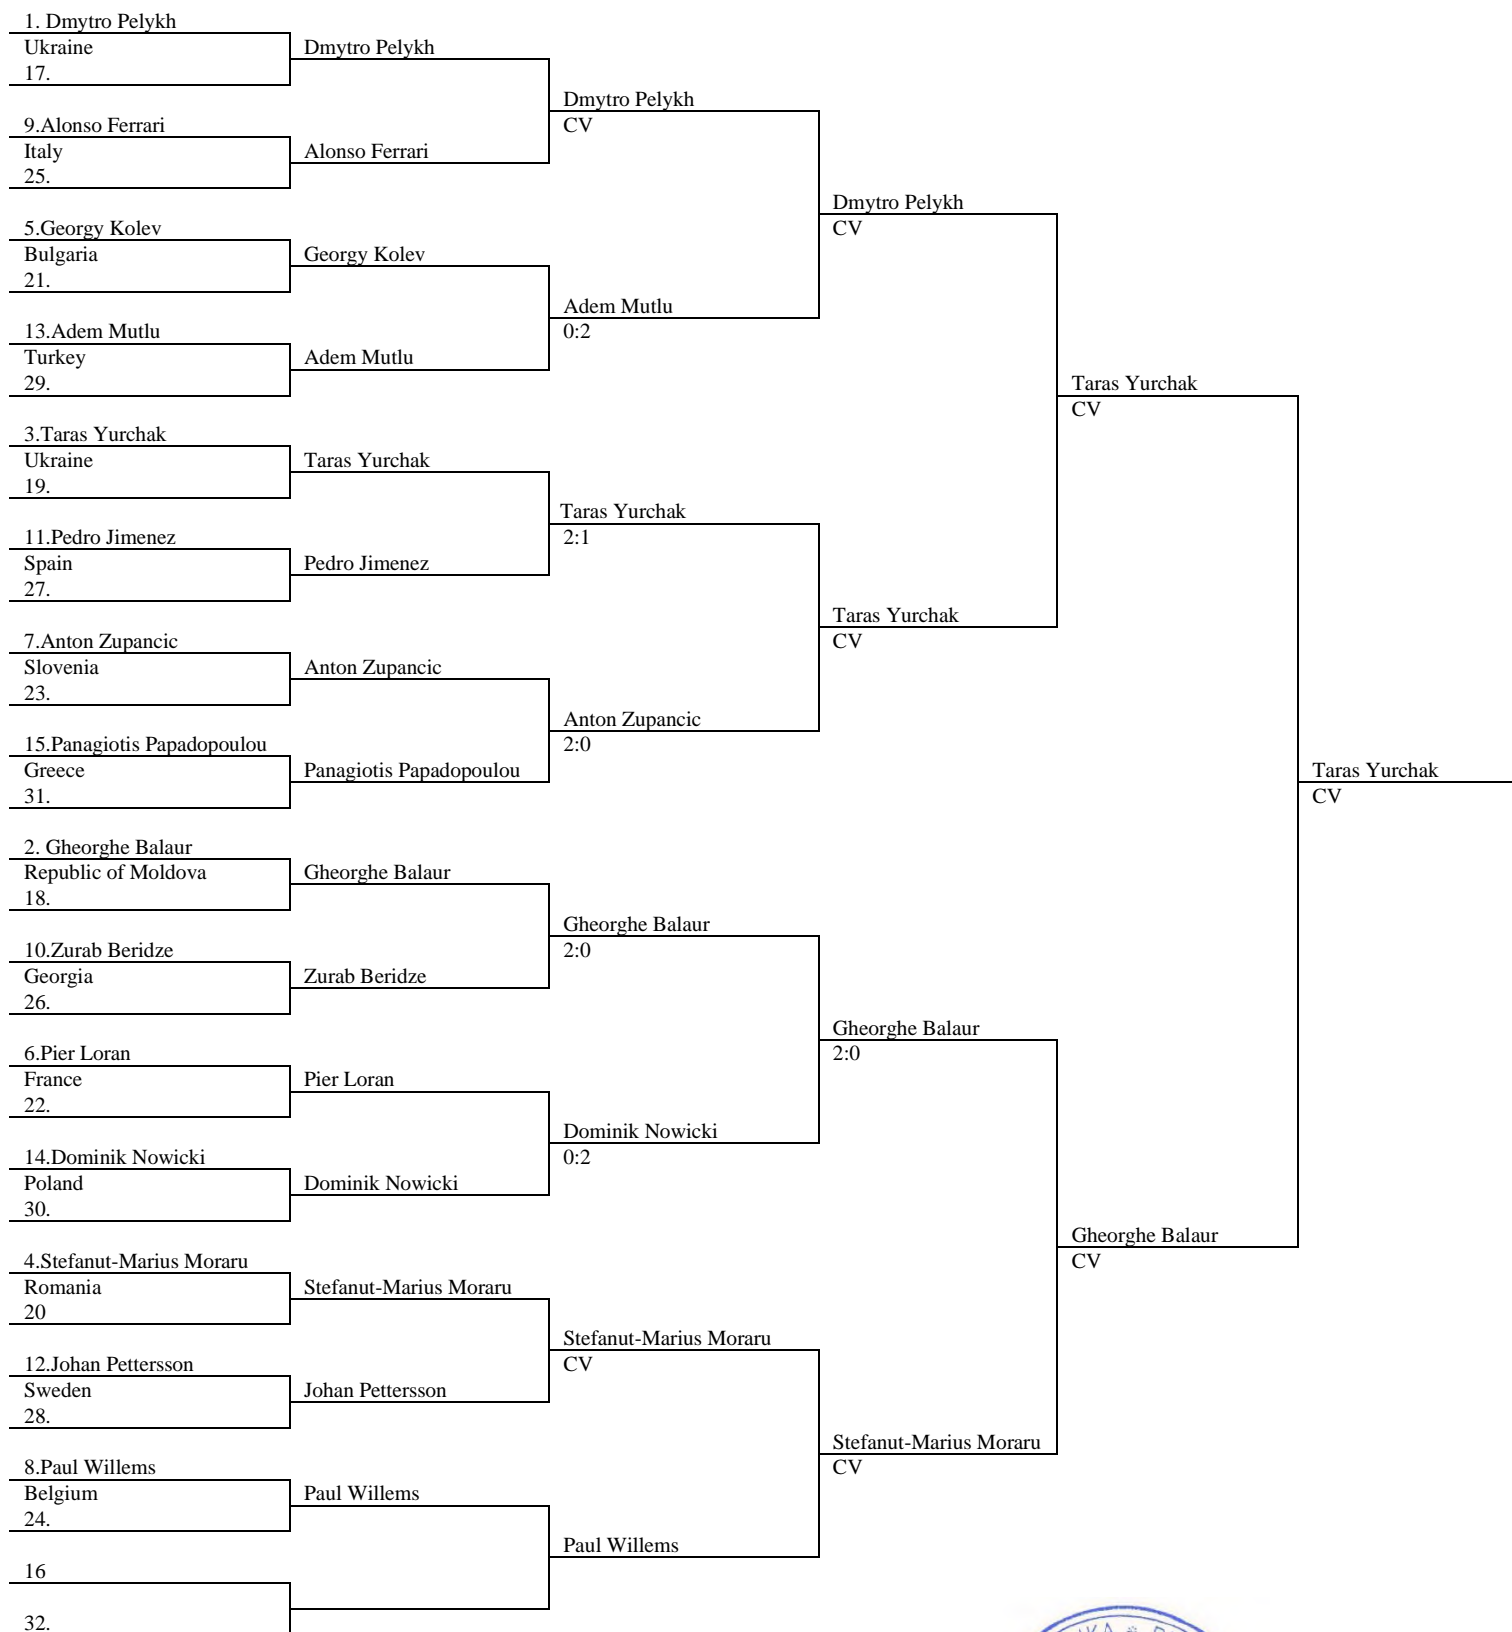 1. Dmytro Pelykh
Ukraine
17.
9.Alonso Ferrari
Italy
25.
5.Georgy Kolev
Bulgaria
21.
13.Adem Mutlu
Turkey
29.
3.Taras Yurchak
Ukraine
19.
11.Pedro Jimenez
Spain
27.
7.Anton Zupancic
Slovenia
23.
15.Panagiotis Papadopoulou
Greece
31.
2. Gheorghe Balaur
Republic of Moldova
18.
10.Zurab Beridze
Georgia
26.
6.Pier Loran
France
22.
14.Dominik Nowicki
Poland
30.
4.Stefanut-Marius Moraru
Romania
20
12.Johan Pettersson
Sweden
28.
8.Paul Willems
Belgium
24.
16
32.
Dmytro Pelykh
Alonso Ferrari
Georgy Kolev
Adem Mutlu
Taras Yurchak
Pedro Jimenez
Anton Zupancic
Panagiotis Papadopoulou
Gheorghe Balaur
Zurab Beridze
Pier Loran
Dominik Nowicki
Stefanut-Marius Moraru
Johan Pettersson
Paul Willems
Dmytro Pelykh
CV
Adem Mutlu
0:2
Taras Yurchak
2:1
Anton Zupancic
2:0
Gheorghe Balaur
2:0
Dominik Nowicki
0:2
Stefanut-Marius Moraru
CV
Paul Willems
Dmytro Pelykh
CV
Taras Yurchak
CV
Gheorghe Balaur
2:0
Stefanut-Marius Moraru
CV
Taras Yurchak
CV
Gheorghe Balaur
CV
Taras Yurchak
CV